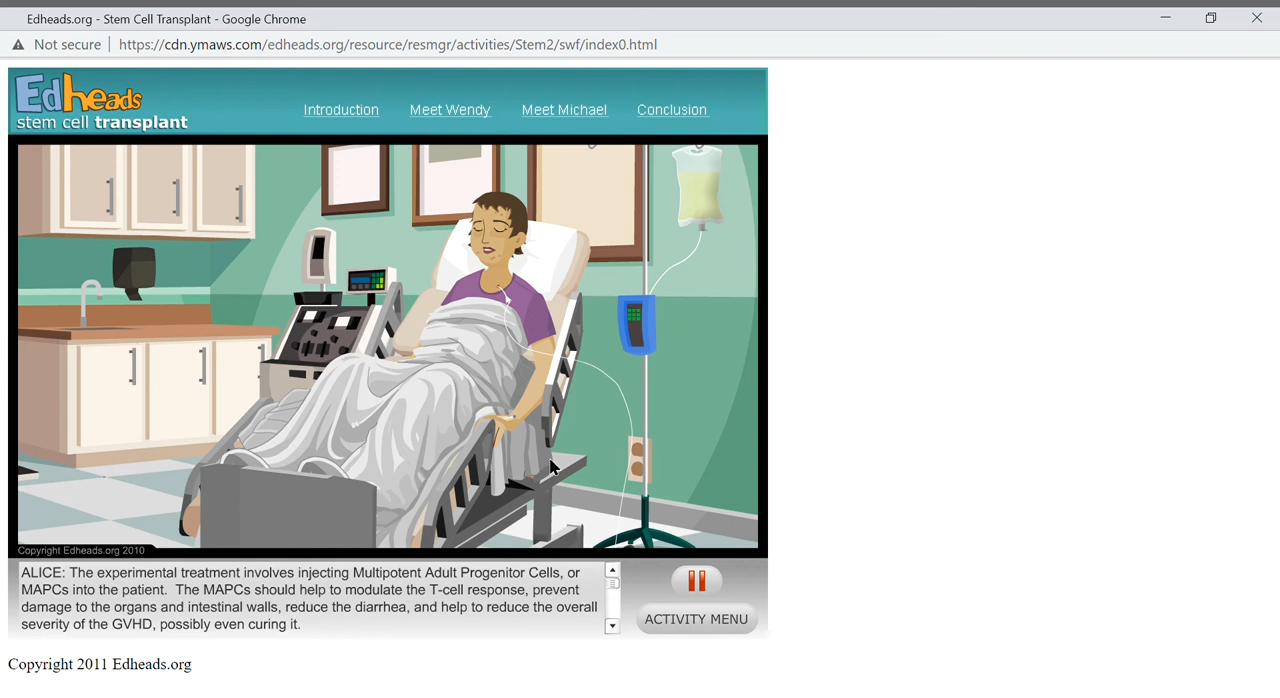 Edheads.org - Stem Cell Transplant - Google Chrome
Not secure | https://cdn.ymaws.com/edheads.org/resource/resmgr/activities/Stem2/swf/index0.html
Edheads
stem cell transplant
Introduction Meet Wendy Meet Michael Conclusion
Copyright Edheads.org 2010
ALICE: The experimental treatment involves injecting Multipotent Adult Progenitor Cells, or
MAPCs into the patient. The MAPCs should help to modulate the T-cell response, prevent
damage to the organs and intestinal walls, reduce the diarrhea, and help to reduce the overall
severity of the GVHD, possibly even curing it.
ACTIVITY MENU
Copyright 2011 Edheads.org